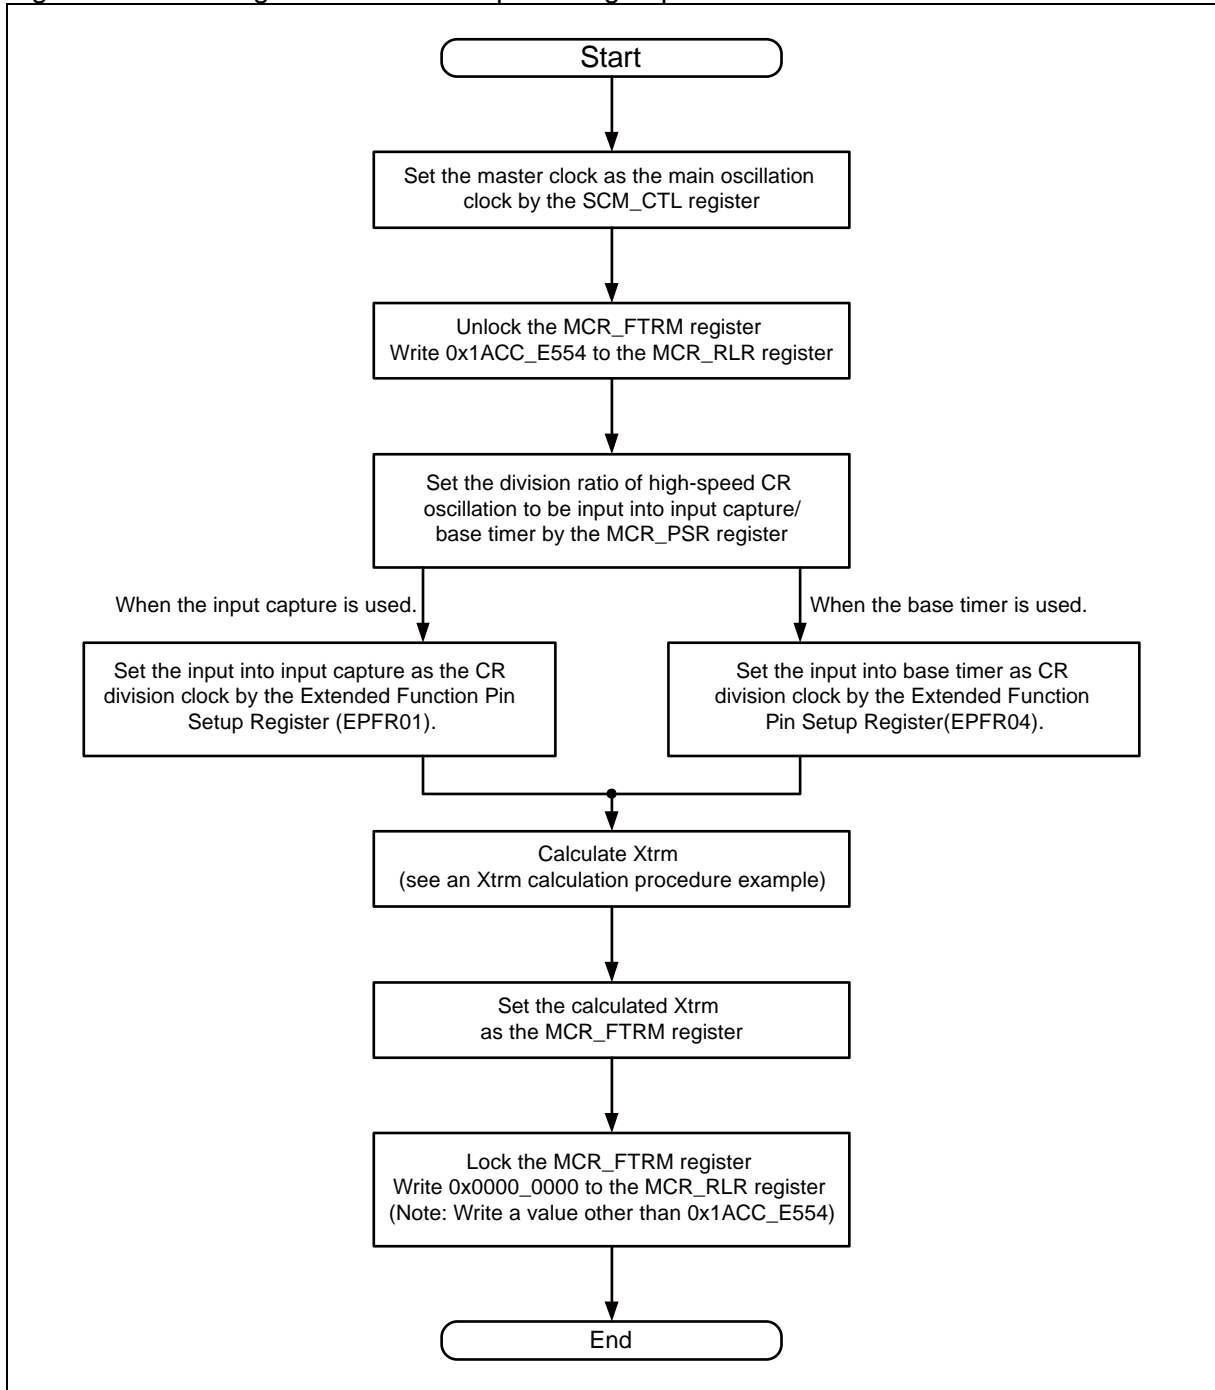 Start
Set the master clock as the main oscillation
clock by the SCM_CTL register
Unlock the MCR_FTRM register
Write 0x1ACC_E554 to the MCR_RLR register
Set the division ratio of high-speed CR
oscillation to be input into input capture/
base timer by the MCR_PSR register
When the input capture is used.
When the base timer is used.
Set the input into input capture as the CR
division clock by the Extended Function Pin
Setup Register (EPFR01).
Set the input into base timer as CR
division clock by the Extended Function
Pin Setup Register(EPFR04).
Calculate Xtrm
(see an Xtrm calculation procedure example)
Set the calculated Xtrm
as the MCR_FTRM register
Lock the MCR_FTRM register
Write 0x0000_0000 to the MCR_RLR register
(Note: Write a value other than 0x1ACC_E554)
End